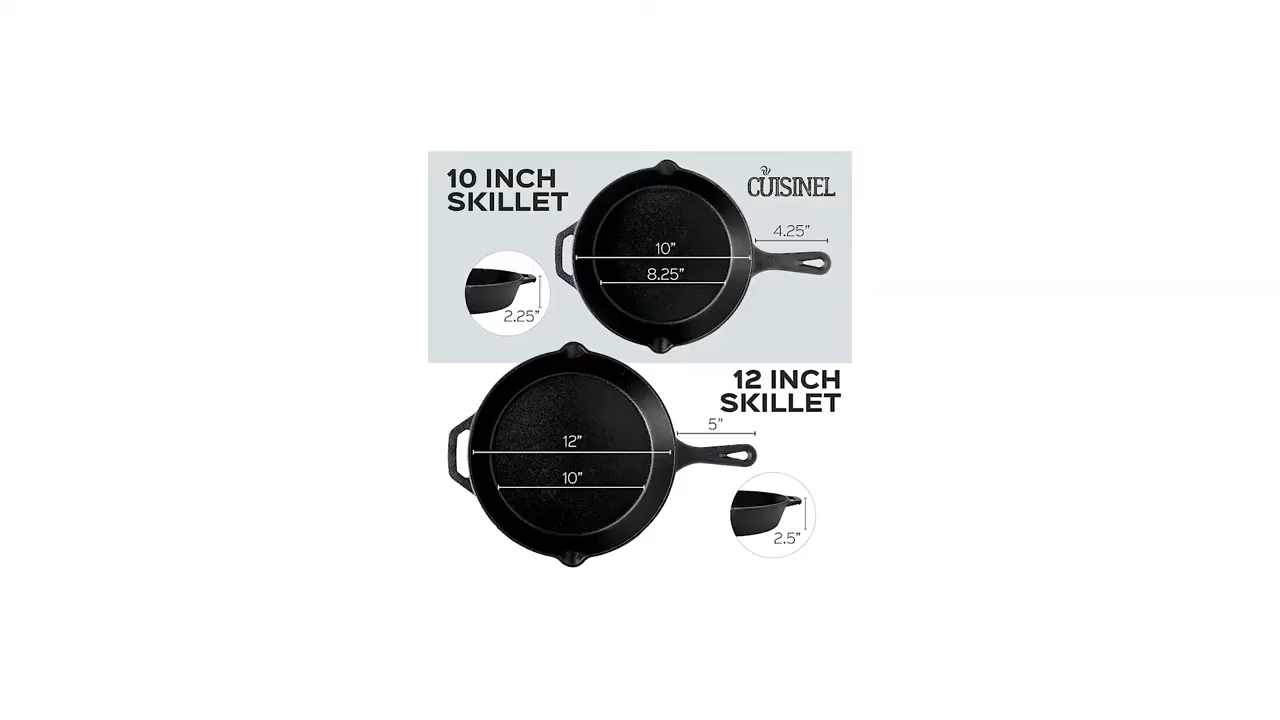 10 INCH
SKILLET
CUISINEL
4.25”
10”
8.25”
2.25”
12 INCH
SKILLET
5”
12”
10”
2.5”